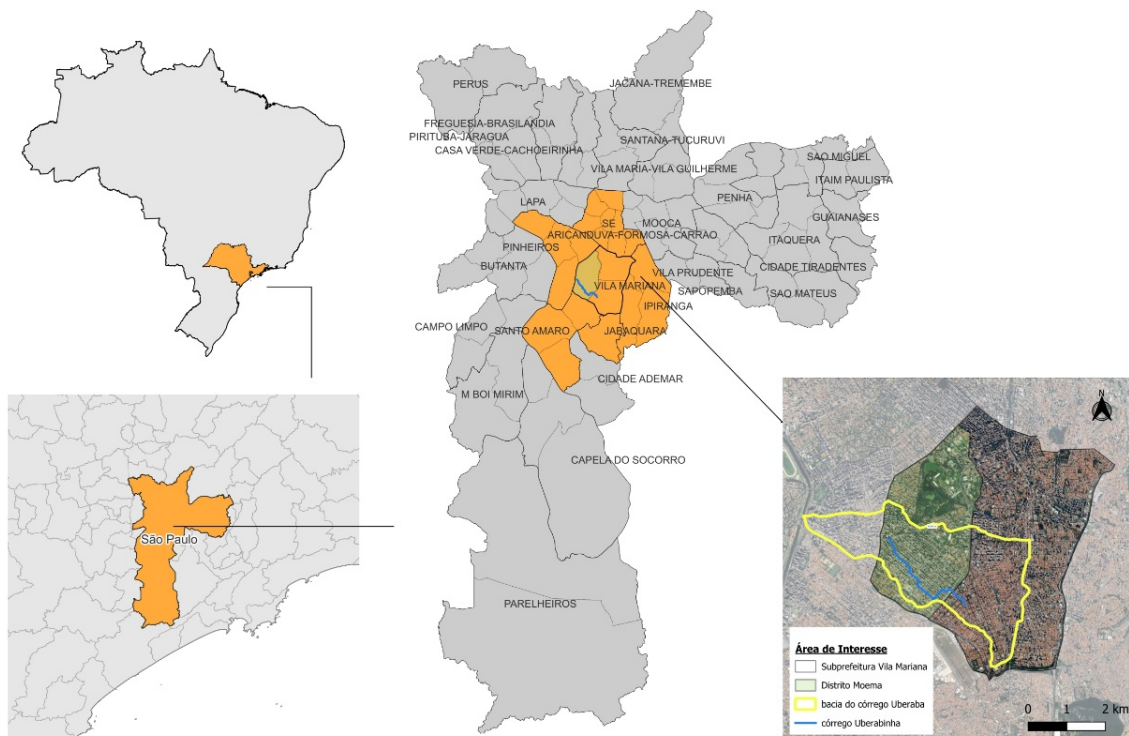 PERUS
JAÇANA-TREMEMBE
FREGUESIA-BRASILANDIA
PIRITUBA-JARAGUA
CASA VERDE-CACHOEIRINHA
SANTANA-TUCURUVI
VILA MARIA-VILA GUILHERME
SAO MIGUEL
ITAIM PAULISTA
PENHA
LAPA
SE
MOOCA
GUAIANASES
ARICANDUVA-FORMOSA-CARRAO
PINHEIROS
ITAQUERA
BUTANTA
VILA PRUDENTE
CIDADE TIRADENTES
VILA MARIANA
SAPOPEMBA
SAO MATEUS
IPIRANGA
CAMPO LIMPO
SANTO AMARO
JABAQUARA
CIDADE ADEMAR
M BOI MIRIM
CAPELA DO SOCORRO
PARELHEIROS
São Paulo
N
Área de Interesse
Subprefeitura Vila Mariana
Distrito Moema
bacia do córrego Uberaba
córrego Uberabinha
0 1 2 km